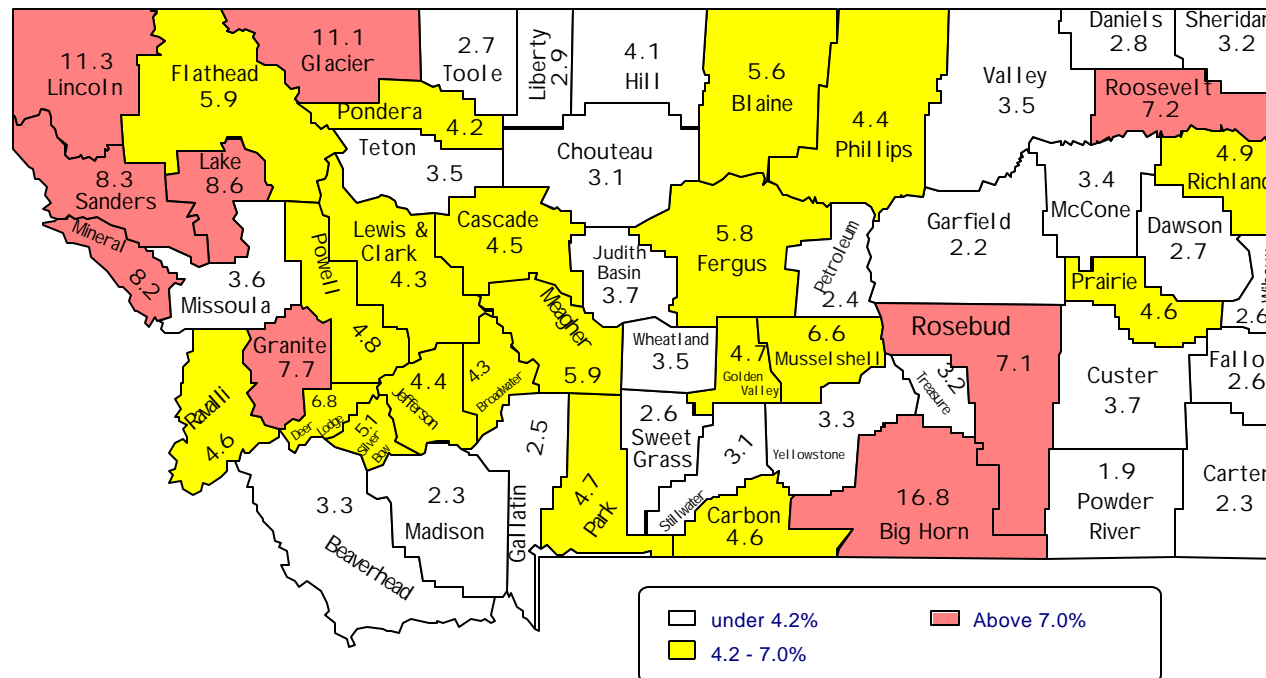 11.3
Lincoln
Flathead
5.9
11.1
Glacier
2.7
Toole
Liberty
2.9
4.1
Hill
5.6
Blaine
4.4
Phillips
Valley
3.5
Daniels
2.8
Sheridan
3.2
Roosevelt
7.2
Pondera
4.2
Teton
3.5
Chouteau
3.1
8.3
Sanders
Lake
8.6
Mineral
8.2
3.6
Missoula
Powell
4.8
Lewis &
Clark
4.3
Cascade
4.5
Judith
Basin
3.7
5.8
Fergus
Petroleum
2.4
Garfield
2.2
3.4
McCone
4.9
Richland
Dawson
2.7
Prairie
4.6
2.6
Ravalli
4.6
Granite
7.7
6.8
Deer
Lodge
5.1
Silver
Bow
4.4
Jefferson
4.3
Broadwater
Meagher
5.9
Wheatland
3.5
4.7
Golden
Valley
6.6
Musselshell
Rosebud
7.1
3.2
Treasure
Custer
3.7
Fallo
2.6
3.3
Beaverhead
2.3
Madison
2.5
Gallatin
4.7
Park
2.6
Sweet
Grass
3.1
Stillwater
3.3
Yellowstone
Carbon
4.6
16.8
Big Horn
1.9
Powder
River
Carter
2.3
under 4.2%
4.2 - 7.0%
Above 7.0%